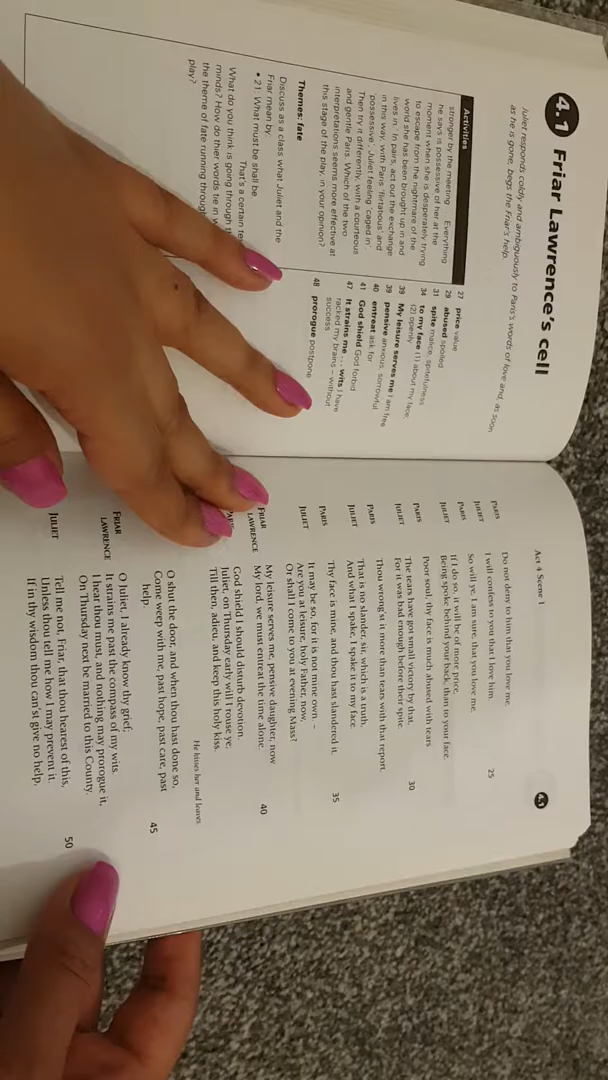 4.1 Friar Lawrence's cell
Juliet responds coldly and ambiguously to Paris's words of love and, as soon
as he is gone, begs the Friar's help.
Activities
stronger by the meeting ... Everything
he says is possessive of her at the
moment when she is desperately trying
to escape from the nightmare of the
world she has been brought up in and
lives in.' In pairs, act out the exchange
in this way, with Paris 'flirtatious' and
'possessive', Juliet feeling 'caged in'.
Then try it differently, with a courteous
and gentle Paris. Which of the two
interpretations seems more effective at
this stage of the play, in your opinion?
Themes: fate
Discuss as a class what Juliet and the
Friar mean by:
• 21: What must be shall be
That's a certain
What do you think is going through
minds? How do their words tie in
the theme of fate running through
play?
27 price value
29 abused spoiled
31 spite malice, spitefulness
34 to my face (1) about my face;
(2) openly
39 My leisure serves me I am free
39 pensive anxious, sorrowful
40 entreat ask for
41 God shield God forbid
47 It strains me ... wits I have
racked my brains – without
success
48 prorogue postpone
Act 4 Scene 1
PARIS Do not deny to him that you love me.
JULIET I will confess to you that I love him. 25
PARIS So will ye, I am sure, that you love me.
JULIET If I do so, it will be of more price,
Being spoke behind your back, than to your face.
PARIS Poor soul, thy face is much abused with tears.
JULIET The tears have got small victory by that, 30
For it was bad enough before their spite.
PARIS Thou wrong'st it more than tears with that report.
JULIET That is no slander, sir, which is a truth,
And what I spake, I spake it to my face.
PARIS Thy face is mine, and thou hast slandered it. 35
JULIET It may be so, for it is not mine own. –
Are you at leisure, holy Father, now,
Or shall I come to you at evening Mass?
FRIAR LAWRENCE My leisure serves me, pensive daughter, now.
My lord, we must entreat the time alone. 40
PARIS God shield I should disturb devotion.
Juliet, on Thursday early will I rouse ye.
Till then, adieu, and keep this holy kiss.
He kisses her and leaves
O shut the door, and when thou hast done so,
Come weep with me, past hope, past care, past
help. 45
FRIAR LAWRENCE O Juliet, I already know thy grief;
It strains me past the compass of my wits.
I hear thou must, and nothing may prorogue it,
On Thursday next be married to this County.
JULIET Tell me not, Friar, that thou hearest of this, 50
Unless thou tell me how I may prevent it.
If in thy wisdom thou can'st give no help,